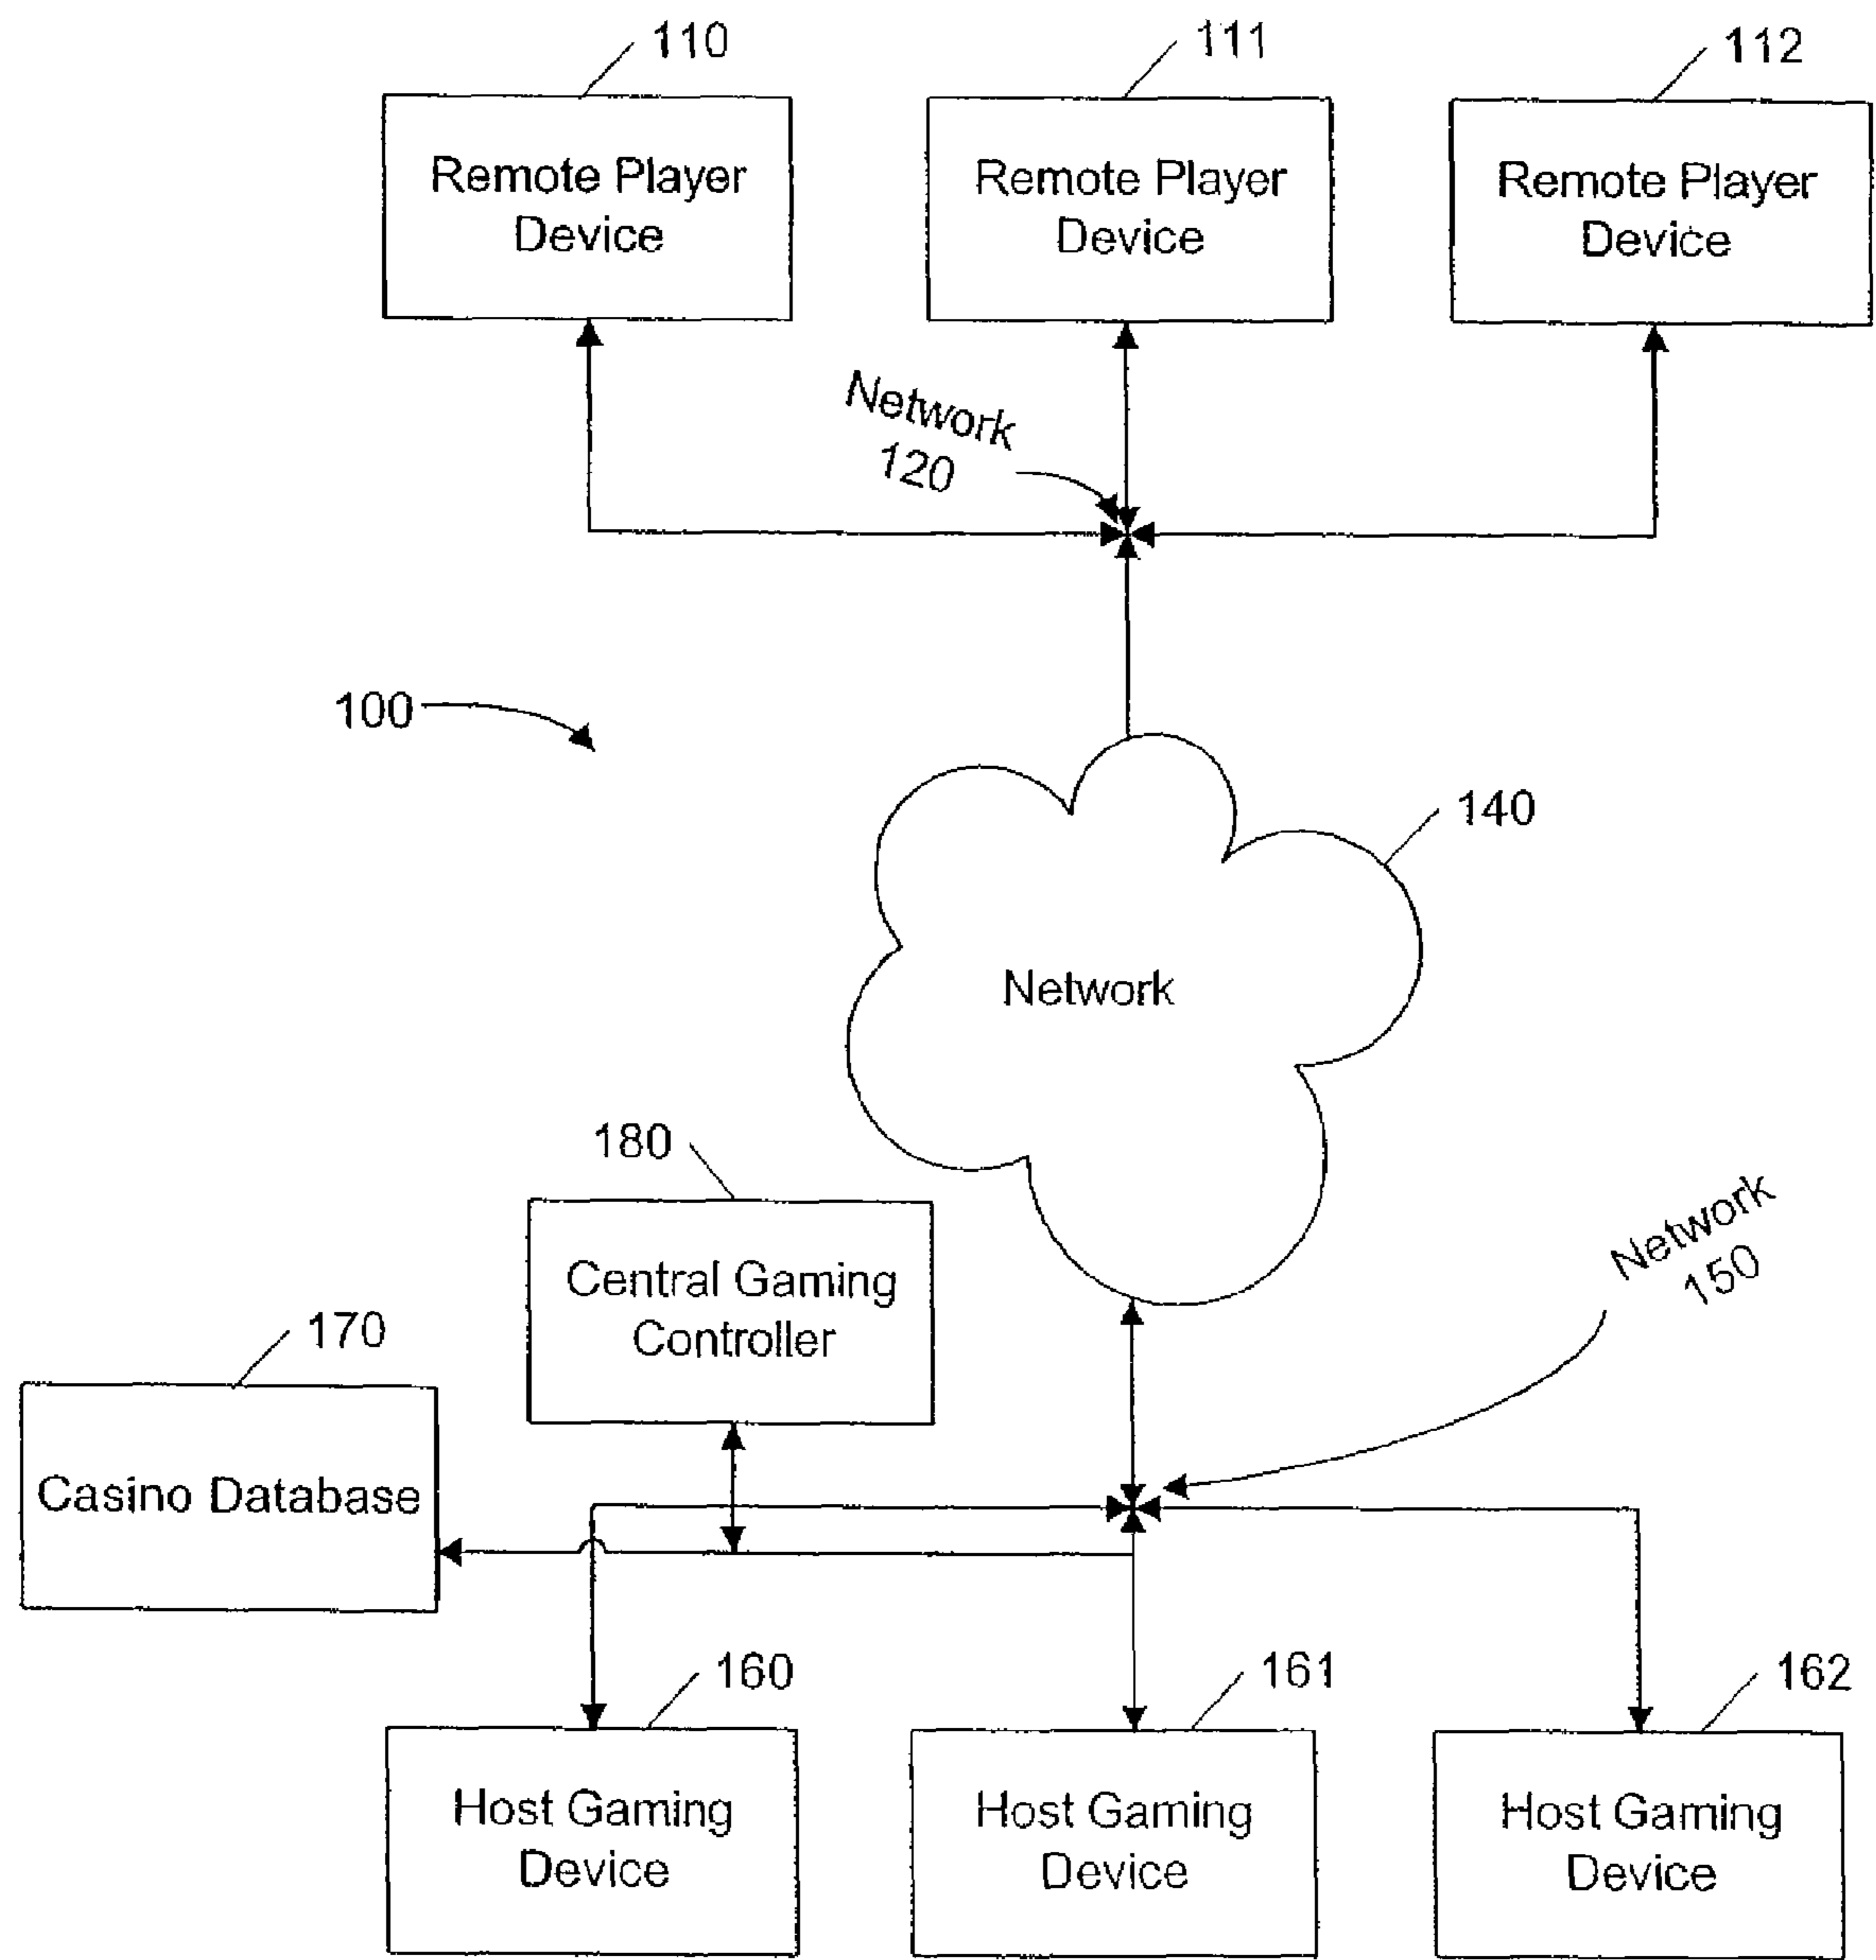 110
111
112
Remote Player
Device
Remote Player
Device
Remote Player
Device
Network
120
100
140
Network
180
Central Gaming
Controller
Network
150
170
Casino Database
160
161
162
Host Gaming
Device
Host Gaming
Device
Host Gaming
Device